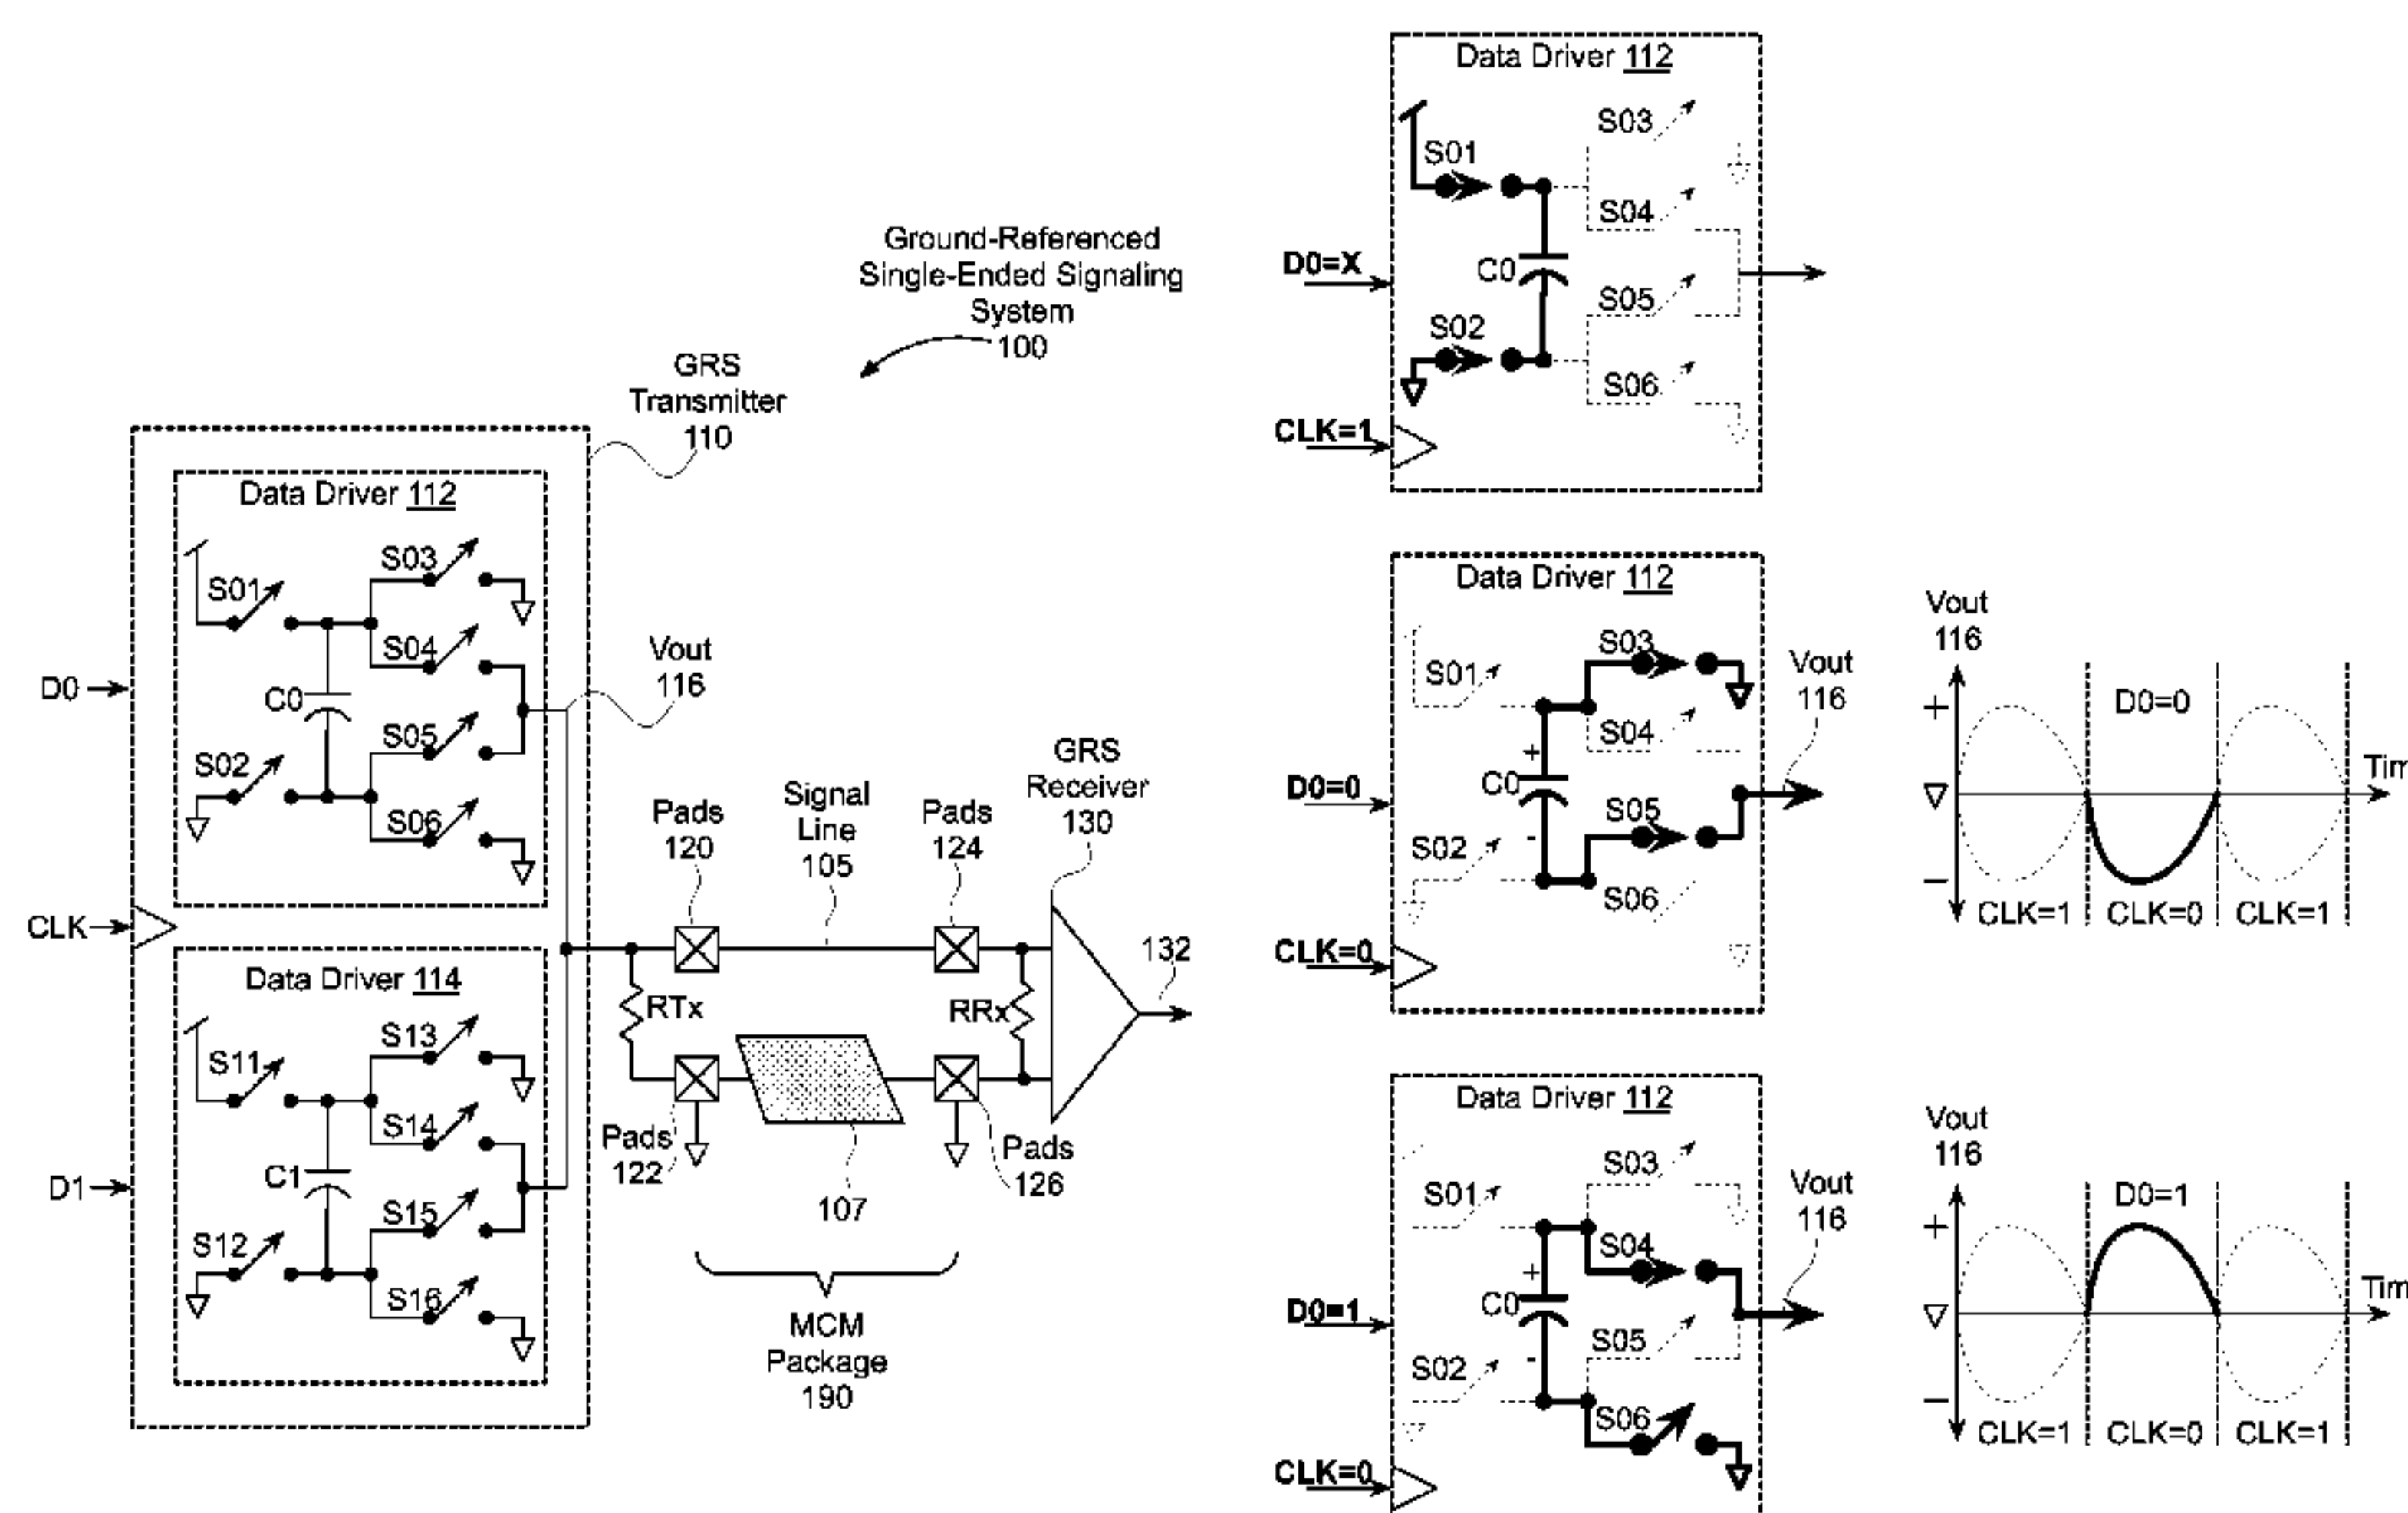 Ground-Referenced
Single-Ended Signaling
System
100
GRS
Transmitter
110
Data Driver 112
S01
S02
S03
S04
S05
S06
C0
D0
CLK
D1
Data Driver 114
S11
S12
S13
S14
S15
S16
C1
Vout
116
Pads
120
Signal
Line
105
Pads
124
GRS
Receiver
130
132
RTx
RRx
Pads
122
107
Pads
126
MCM
Package
190
Data Driver 112
S01
S02
S03
S04
S05
S06
C0
D0=X
CLK=1
Data Driver 112
S01
S02
S03
S04
S05
S06
+
C0
-
D0=0
CLK=0
Vout
116
Vout
116
+
−
D0=0
Tim
CLK=1
CLK=0
CLK=1
Data Driver 112
S01
S02
S03
S04
S05
S06
+
C0
-
D0=1
CLK=0
Vout
116
Vout
116
+
−
D0=1
Tim
CLK=1
CLK=0
CLK=1